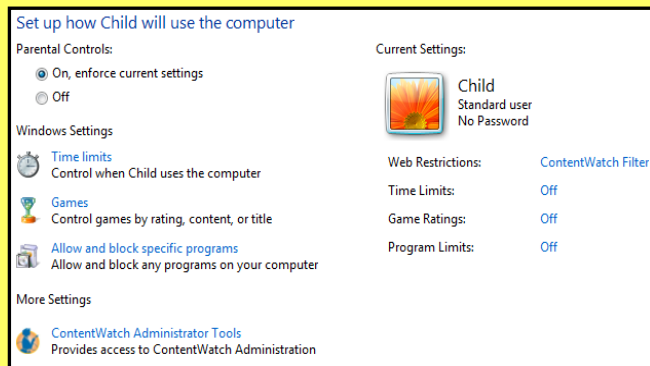 Set up how Child will use the computer
Parental Controls:
On, enforce current settings
Off
Windows Settings
Time limits
Control when Child uses the computer
Games
Control games by rating, content, or title
Allow and block specific programs
Allow and block any programs on your computer
More Settings
ContentWatch Administrator Tools
Provides access to ContentWatch Administration
Current Settings:
Child
Standard user
No Password
Web Restrictions: ContentWatch Filter
Time Limits: Off
Game Ratings: Off
Program Limits: Off